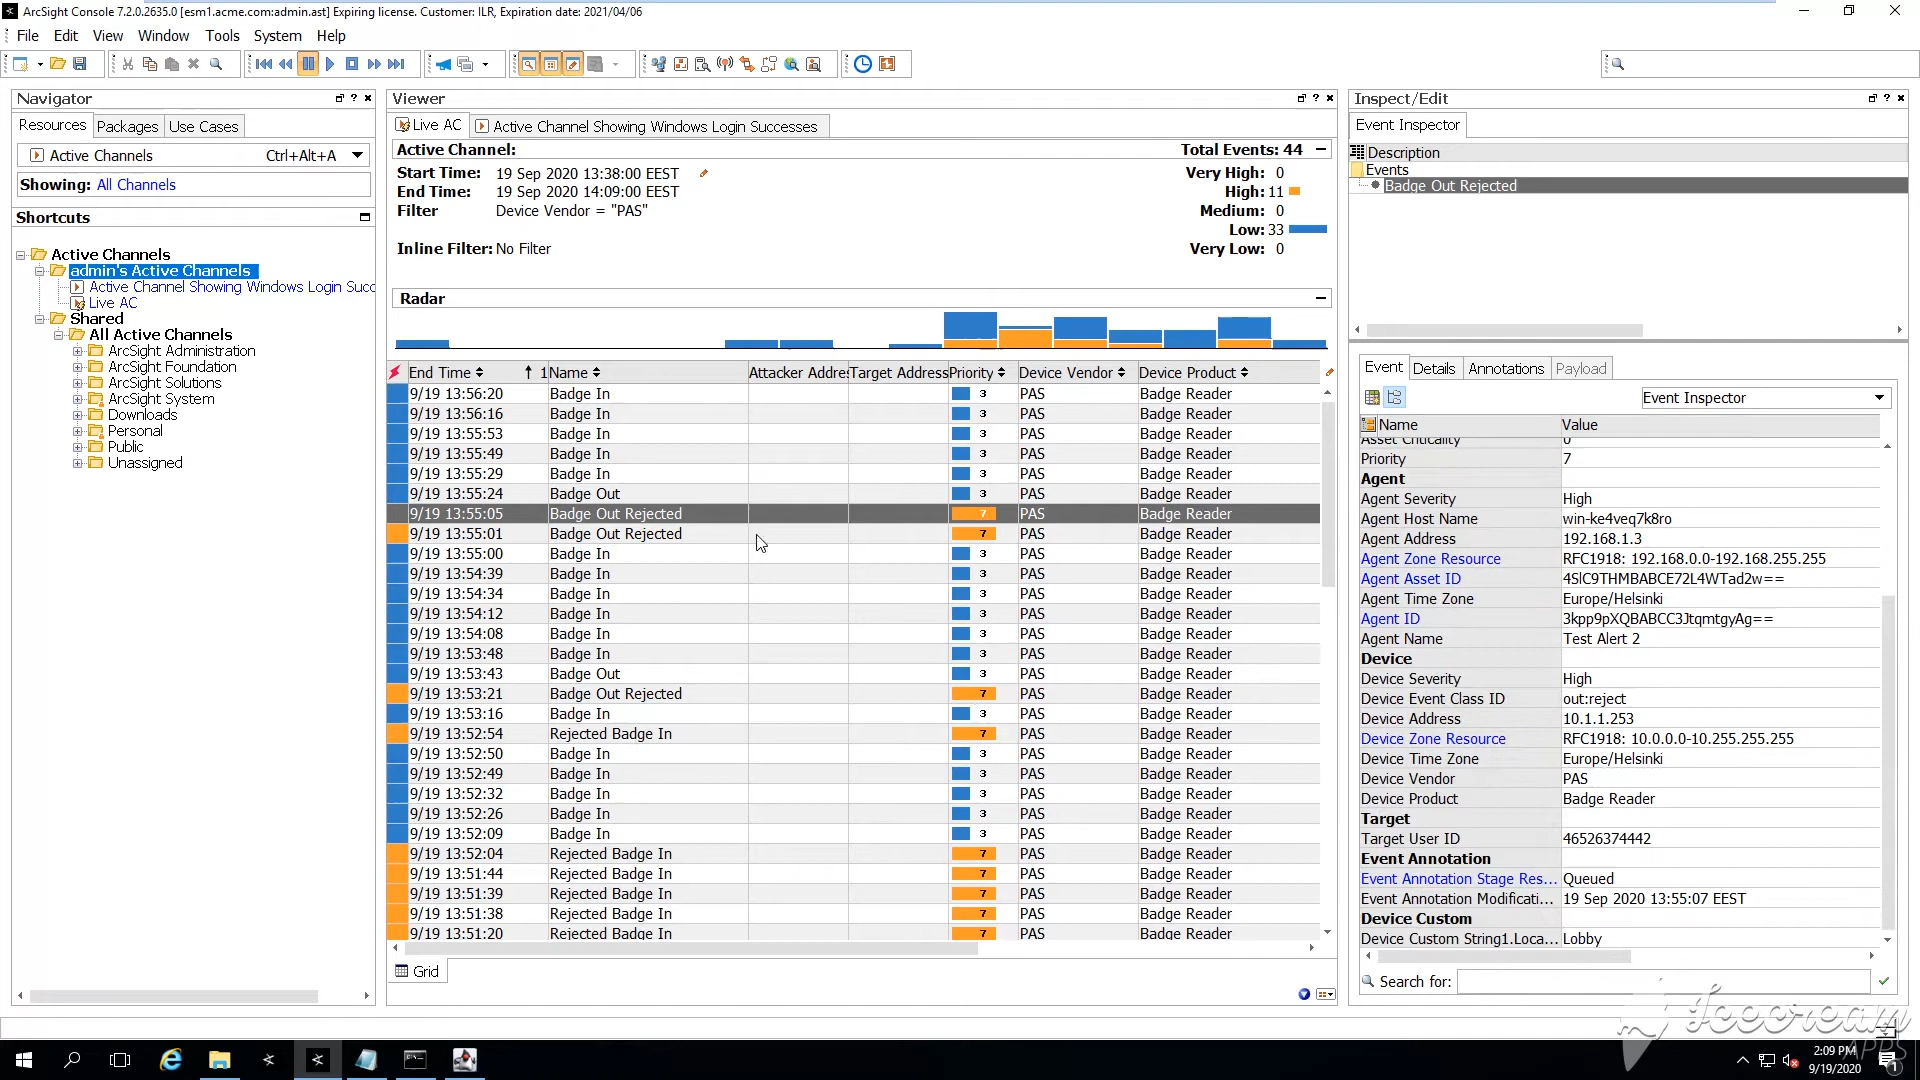 ArcSight Console 7.2.0.2635.0 [esm1.acme.com:admin.ast] Expiring license. Customer: ILR, Expiration date: 2021/04/06
File Edit View Window Tools System Help
Navigator
Resources Packages Use Cases
Active Channels Ctrl+Alt+A
Showing: All Channels
Shortcuts
Active Channels
admin's Active Channels
Active Channel Showing Windows Login Succ
Live AC
Shared
All Active Channels
ArcSight Administration
ArcSight Foundation
ArcSight Solutions
ArcSight System
Downloads
Personal
Public
Unassigned
Viewer
Live AC Active Channel Showing Windows Login Successes
Active Channel: Total Events: 44
Start Time: 19 Sep 2020 13:38:00 EEST Very High: 0
End Time: 19 Sep 2020 14:09:00 EEST High: 11
Filter Device Vendor = "PAS" Medium: 0
Low: 33
Inline Filter: No Filter Very Low: 0
Radar
End Time 1 Name Attacker Addre Target Address Priority Device Vendor Device Product
9/19 13:56:20 Badge In 3 PAS Badge Reader
9/19 13:56:16 Badge In 3 PAS Badge Reader
9/19 13:55:53 Badge In 3 PAS Badge Reader
9/19 13:55:49 Badge In 3 PAS Badge Reader
9/19 13:55:29 Badge In 3 PAS Badge Reader
9/19 13:55:24 Badge Out 3 PAS Badge Reader
9/19 13:55:05 Badge Out Rejected 7 PAS Badge Reader
9/19 13:55:01 Badge Out Rejected 7 PAS Badge Reader
9/19 13:55:00 Badge In 3 PAS Badge Reader
9/19 13:54:39 Badge In 3 PAS Badge Reader
9/19 13:54:34 Badge In 3 PAS Badge Reader
9/19 13:54:12 Badge In 3 PAS Badge Reader
9/19 13:54:08 Badge In 3 PAS Badge Reader
9/19 13:53:48 Badge In 3 PAS Badge Reader
9/19 13:53:43 Badge Out 3 PAS Badge Reader
9/19 13:53:21 Badge Out Rejected 7 PAS Badge Reader
9/19 13:53:16 Badge In 3 PAS Badge Reader
9/19 13:52:54 Rejected Badge In 7 PAS Badge Reader
9/19 13:52:50 Badge In 3 PAS Badge Reader
9/19 13:52:49 Badge In 3 PAS Badge Reader
9/19 13:52:32 Badge In 3 PAS Badge Reader
9/19 13:52:26 Badge In 3 PAS Badge Reader
9/19 13:52:09 Badge In 3 PAS Badge Reader
9/19 13:52:04 Rejected Badge In 7 PAS Badge Reader
9/19 13:51:44 Rejected Badge In 7 PAS Badge Reader
9/19 13:51:39 Rejected Badge In 7 PAS Badge Reader
9/19 13:51:38 Rejected Badge In 7 PAS Badge Reader
9/19 13:51:20 Rejected Badge In 7 PAS Badge Reader
Grid
Inspect/Edit
Event Inspector
Description
Events
Badge Out Rejected
Event Details Annotations Payload
Event Inspector
Name Value
Asset Criticality 0
Priority 7
Agent
Agent Severity High
Agent Host Name win-ke4veq7k8ro
Agent Address 192.168.1.3
Agent Zone Resource RFC1918: 192.168.0.0-192.168.255.255
Agent Asset ID 4SlC9THMBABCE72L4WTad2w==
Agent Time Zone Europe/Helsinki
Agent ID 3kpp9pXQBABCC3JtqmtgyAg==
Agent Name Test Alert 2
Device
Device Severity High
Device Event Class ID out:reject
Device Address 10.1.1.253
Device Zone Resource RFC1918: 10.0.0.0-10.255.255.255
Device Time Zone Europe/Helsinki
Device Vendor PAS
Device Product Badge Reader
Target
Target User ID 46526374442
Event Annotation
Event Annotation Stage Res... Queued
Event Annotation Modificati... 19 Sep 2020 13:55:07 EEST
Device Custom
Device Custom String1.Loca... Lobby
Search for:
Icecream
APPS
2:09 PM
9/19/2020
1